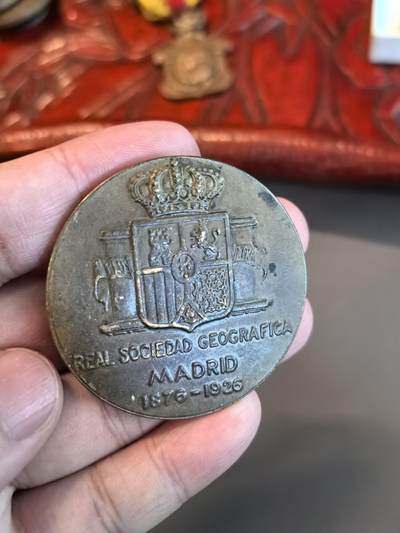 REAL SOCIEDAD GEOGRAFICA
MADRID
1876-1926